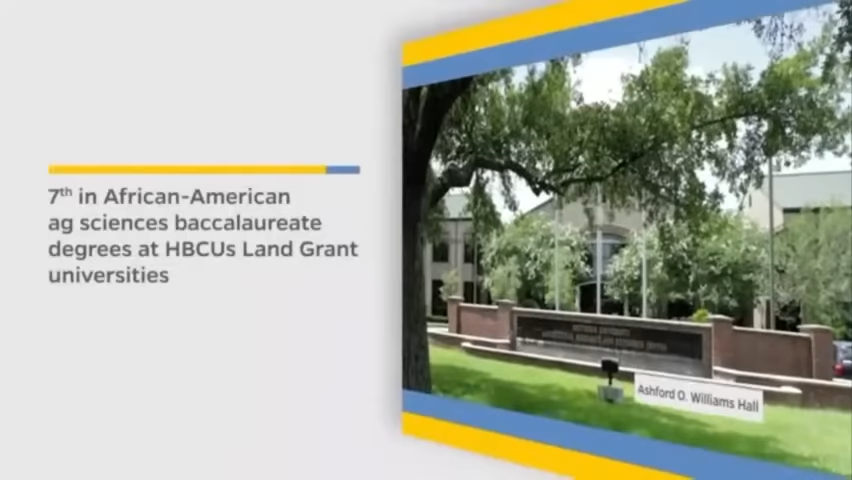 7th in African-American
ag sciences baccalaureate
degrees at HBCUs Land Grant
universities
Ashford O. Williams Hall